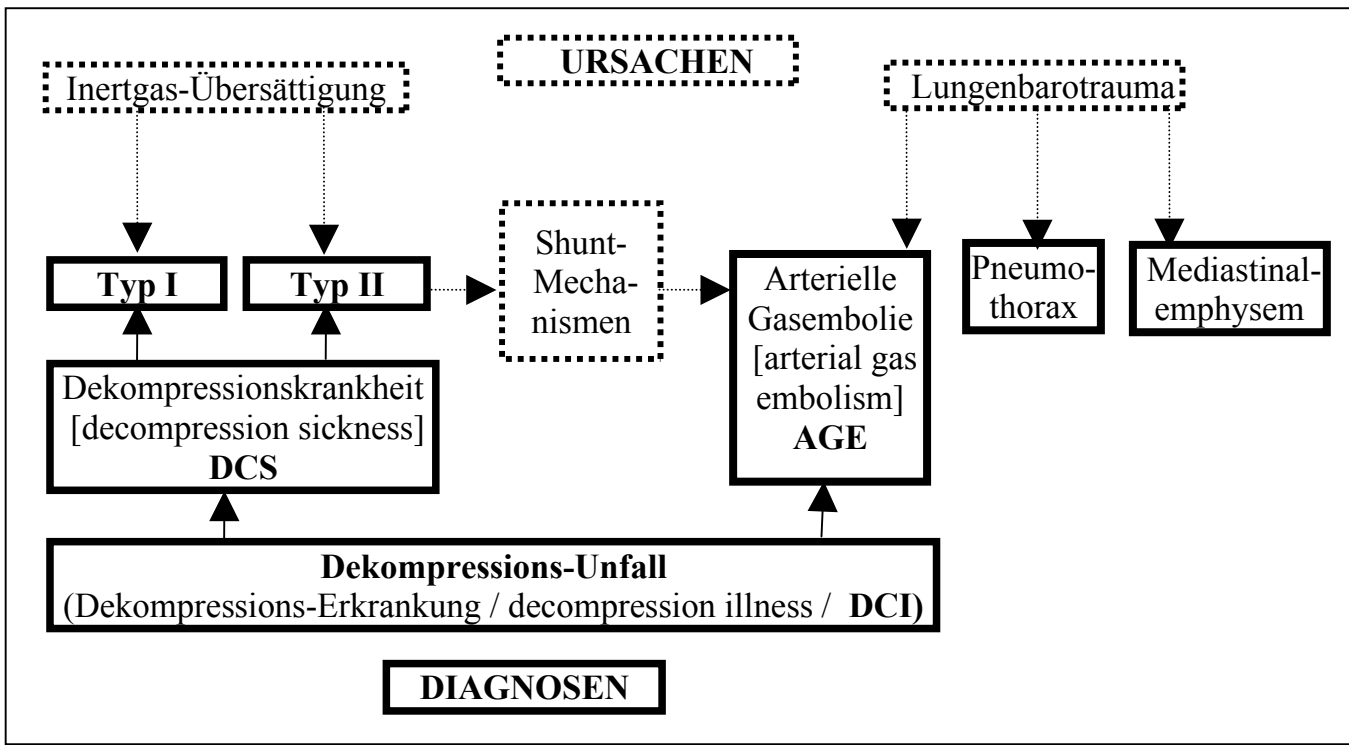 URSACHEN
Inertgas-Übersättigung
Lungenbarotrauma
Typ I
Typ II
Shunt-
Mecha-
nismen
Arterielle
Gasembolie
[arterial gas
embolism]
AGE
Pneumo-
thorax
Mediastinal-
emphysem
Dekompressionskrankheit
[decompression sickness]
DCS
Dekompressions-Unfall
(Dekompressions-Erkrankung / decompression illness / DCI)
DIAGNOSEN